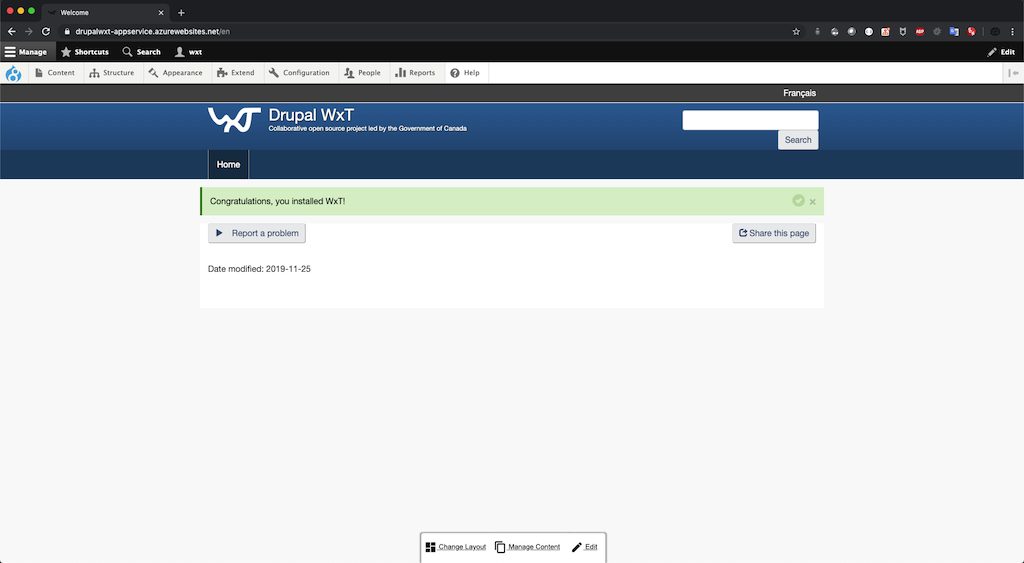 Welcome
drupalwxt-appservice.azurewebsites.net/en
ABP
Manage Shortcuts Search wxt Edit
Content Structure Appearance Extend Configuration People Reports Help
Français
WxT Drupal WxT
Collaborative open source project led by the Government of Canada
Search
Home
Congratulations, you installed WxT!
Report a problem Share this page
Date modified: 2019-11-25
Change Layout Manage Content Edit